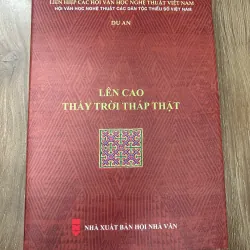 LIÊN HIỆP CÁC HỘI VĂN HỌC NGHỆ THUẬT VIỆT NAM
HỘI VĂN HỌC NGHỆ THUẬT CÁC DÂN TỘC THIỂU SỐ VIỆT NAM
DU AN
LÊN CAO
THẤY TRỜI THẤP THẬT
NHÀ XUẤT BẢN HỘI NHÀ VĂN